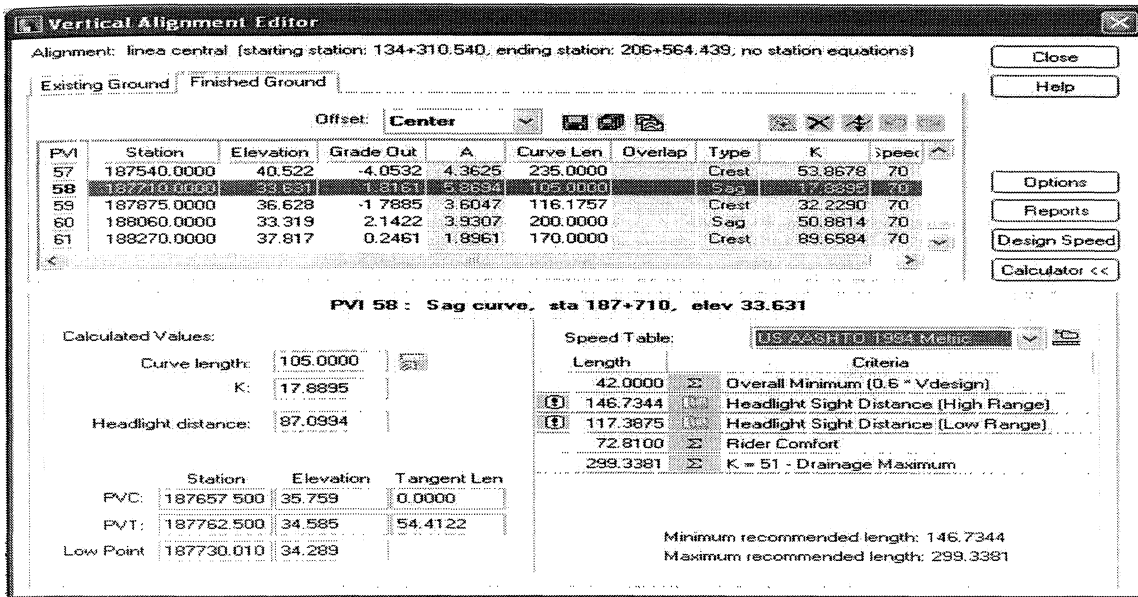 Vertical Alignment Editor
Alignment: linea central (starting station: 134+310.540, ending station: 206+564.439, no station equations)
Close
Help
Existing Ground Finished Ground
Offset: Center
PVI Station Elevation Grade Out A Curve Len Overlap Type K Speed
57 187540.0000 40.522 -4.0532 4.3625 235.0000 Crest 53.8678 70
58 187710.0000 33.631 1.8161 5.8694 105.0000 Sag 17.8895 70
59 187875.0000 36.628 -1.7885 3.6047 116.1757 Crest 32.2290 70
60 188060.0000 33.319 2.1422 3.9307 200.0000 Sag 50.8814 70
61 188270.0000 37.817 0.2461 1.8961 170.0000 Crest 89.6584 70
Options
Reports
Design Speed
Calculator <<
PVI 58 : Sag curve, sta 187+710, elev 33.631
Calculated Values:
Curve length: 105.0000
K: 17.8895
Headlight distance: 87.0994
Station Elevation Tangent Len
PVC: 187657.500 35.759 0.0000
PVT: 187762.500 34.585 54.4122
Low Point 187730.010 34.289
Speed Table: US AASHTO 1984 Metric
Length Criteria
42.0000 Σ Overall Minimum (0.6 * Vdesign)
146.7344 Headlight Sight Distance (High Range)
117.3875 Headlight Sight Distance (Low Range)
72.8100 Σ Rider Comfort
299.3381 Σ K = 51 - Drainage Maximum
Minimum recommended length: 146.7344
Maximum recommended length: 299.3381